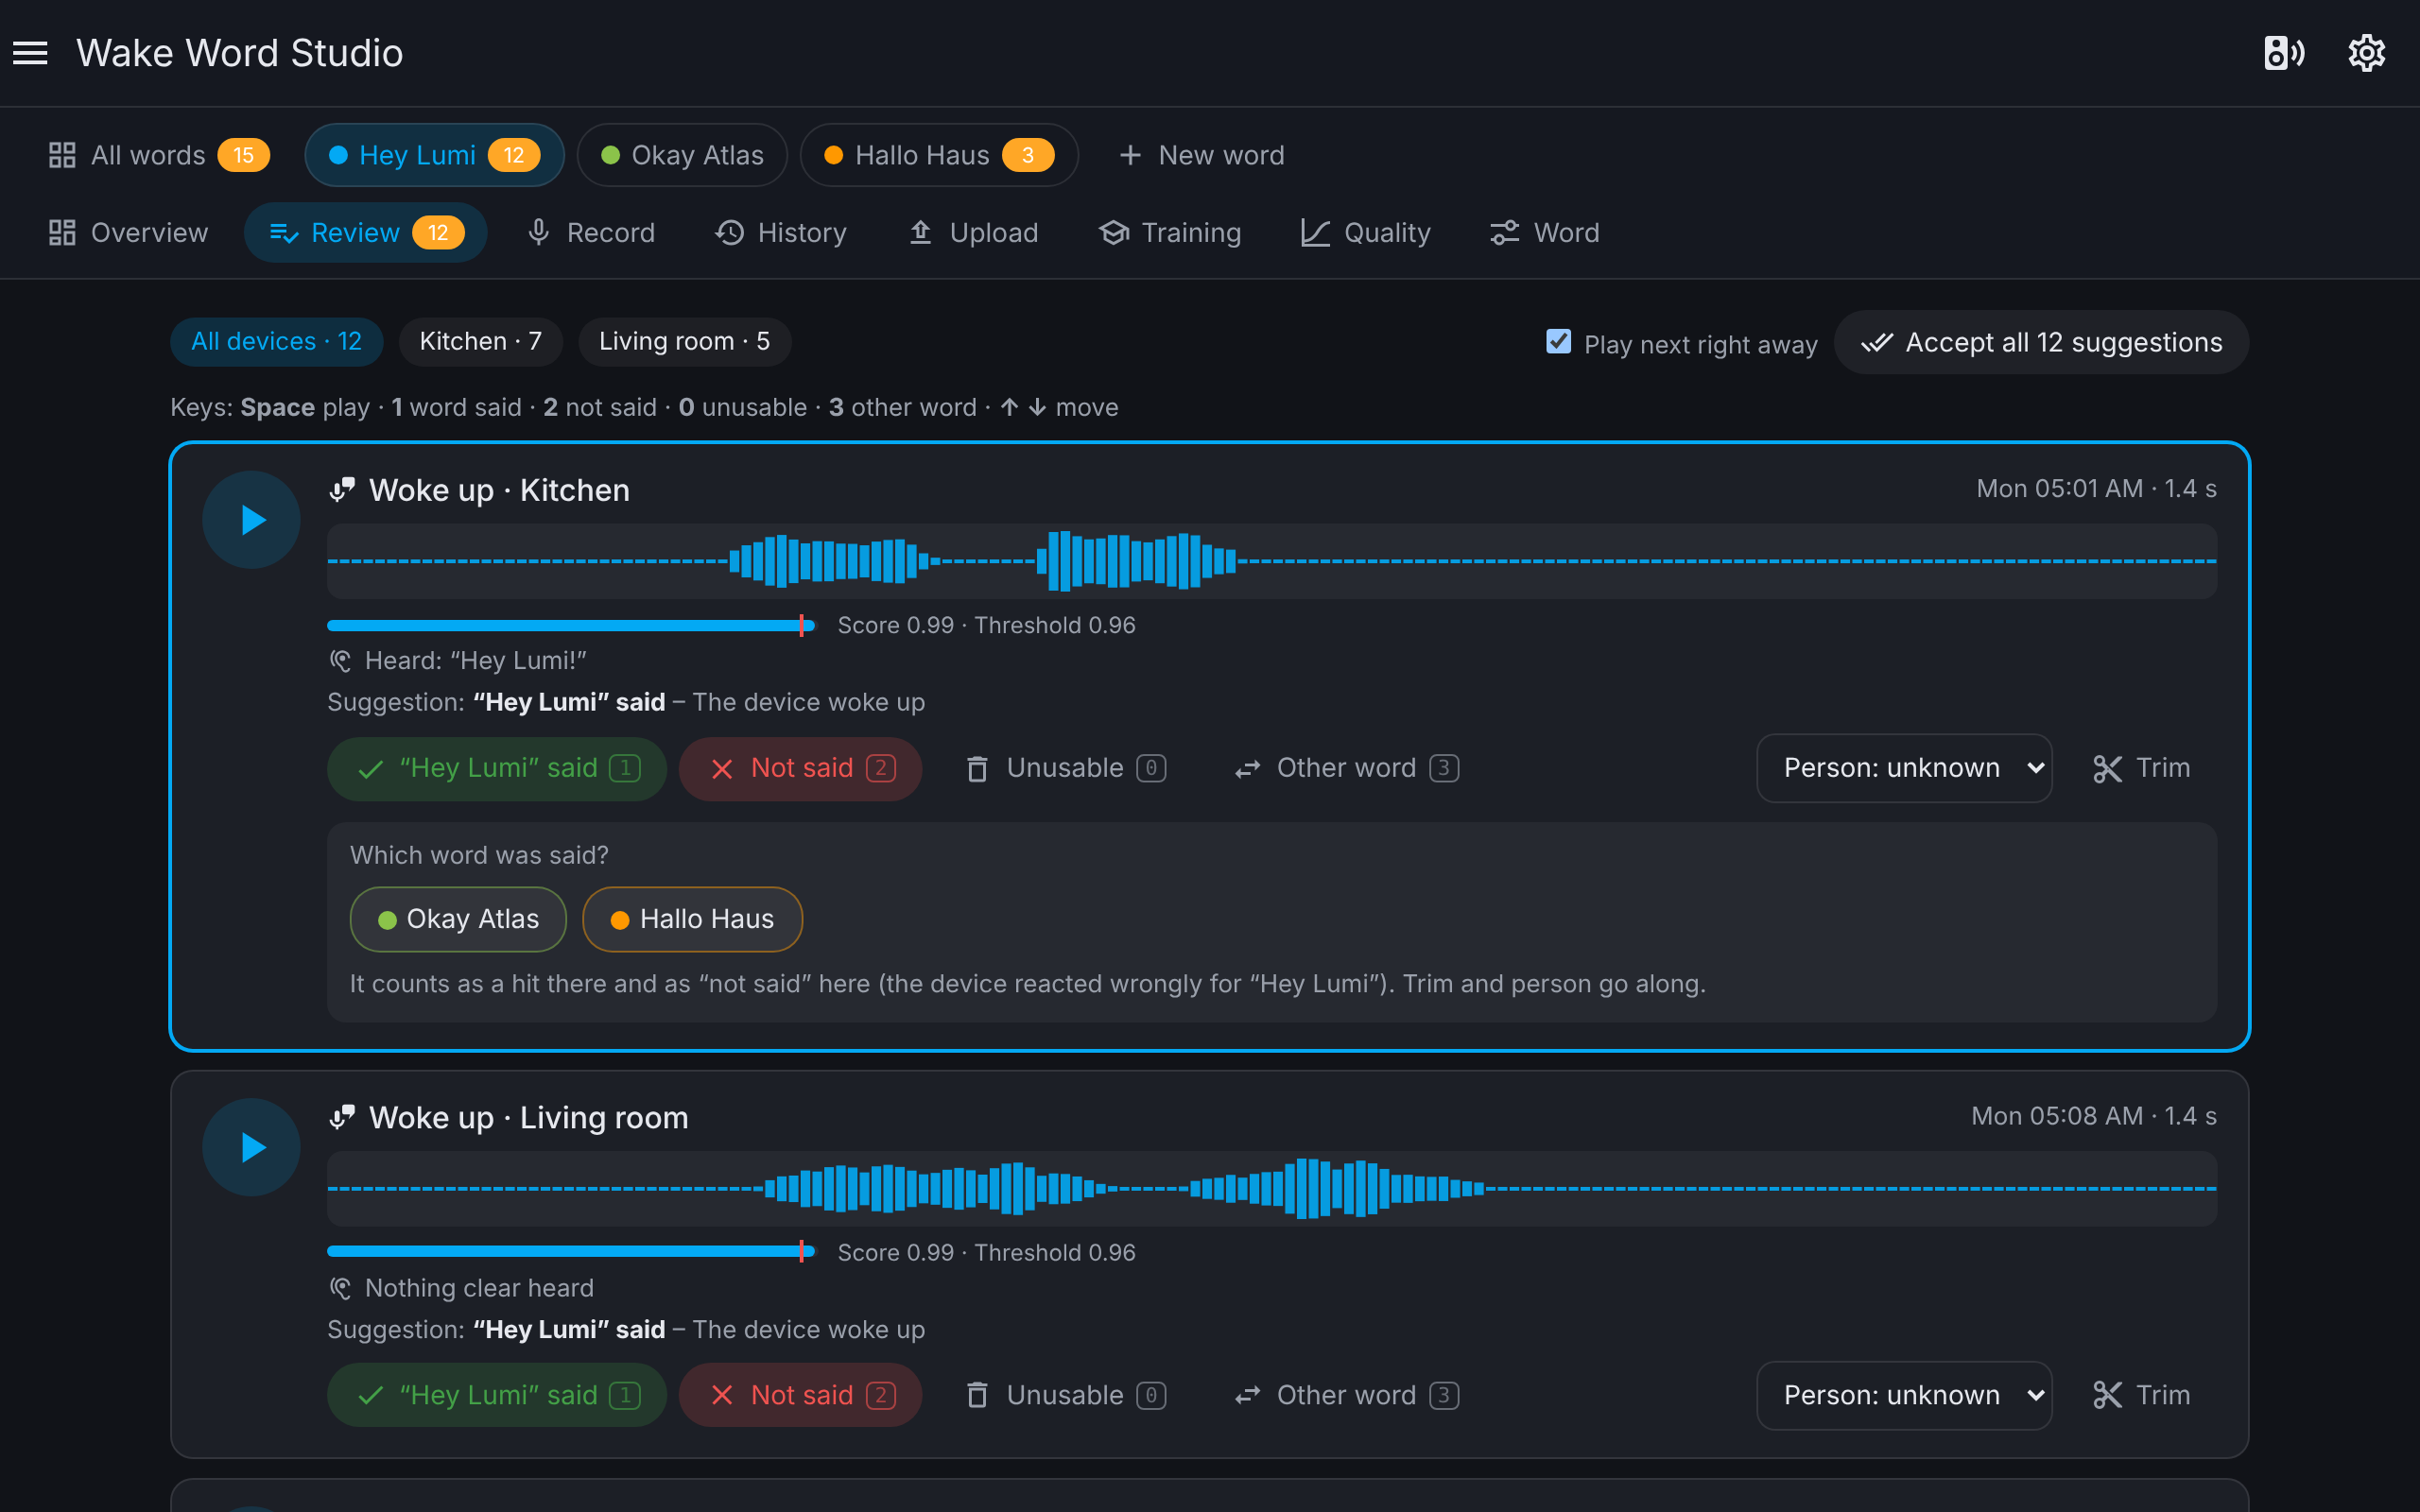 Wake Word Studio
All words 15 Hey Lumi 12 Okay Atlas Hallo Haus 3 + New word
Overview Review 12 Record History Upload Training Quality Word
All devices · 12 Kitchen · 7 Living room · 5 Play next right away Accept all 12 suggestions
Keys: Space play · 1 word said · 2 not said · 0 unusable · 3 other word · ↑ ↓ move
Woke up · Kitchen Mon 05:01 AM · 1.4 s
Score 0.99 · Threshold 0.96
Heard: “Hey Lumi!”
Suggestion: “Hey Lumi” said – The device woke up
“Hey Lumi” said 1 Not said 2 Unusable 0 Other word 3 Person: unknown Trim
Which word was said?
Okay Atlas Hallo Haus
It counts as a hit there and as “not said” here (the device reacted wrongly for “Hey Lumi”). Trim and person go along.
Woke up · Living room Mon 05:08 AM · 1.4 s
Score 0.99 · Threshold 0.96
Nothing clear heard
Suggestion: “Hey Lumi” said – The device woke up
“Hey Lumi” said 1 Not said 2 Unusable 0 Other word 3 Person: unknown Trim